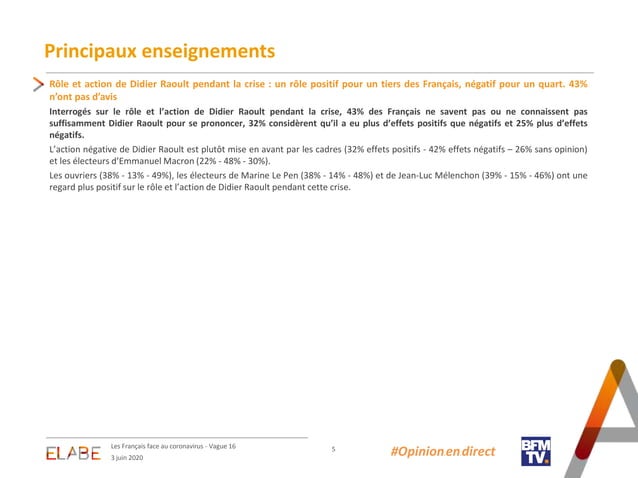 Principaux enseignements
Rôle et action de Didier Raoult pendant la crise : un rôle positif pour un tiers des Français, négatif pour un quart. 43%
n’ont pas d’avis
Interrogés sur le rôle et l’action de Didier Raoult pendant la crise, 43% des Français ne savent pas ou ne connaissent pas
suffisamment Didier Raoult pour se prononcer, 32% considèrent qu’il a eu plus d’effets positifs que négatifs et 25% plus d’effets
négatifs.
L’action négative de Didier Raoult est plutôt mise en avant par les cadres (32% effets positifs - 42% effets négatifs – 26% sans opinion)
et les électeurs d’Emmanuel Macron (22% - 48% - 30%).
Les ouvriers (38% - 13% - 49%), les électeurs de Marine Le Pen (38% - 14% - 48%) et de Jean-Luc Mélenchon (39% - 15% - 46%) ont une
regard plus positif sur le rôle et l’action de Didier Raoult pendant cette crise.
ELABE
Les Français face au coronavirus - Vague 16
3 juin 2020
5
#Opinionendirect
BFM
TV.